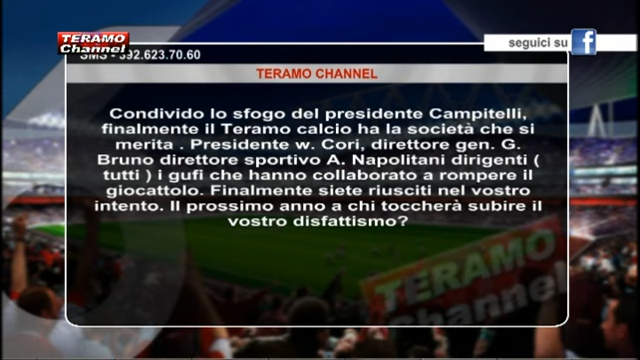 TERAMO
Channel
seguici su f
SMS - 392.623.70.60
TERAMO CHANNEL
Condivido lo sfogo del presidente Campitelli,
finalmente il Teramo calcio ha la società che si
merita . Presidente w. Cori, direttore gen. G.
Bruno direttore sportivo A. Napolitani dirigenti (
tutti ) i gufi che hanno collaborato a rompere il
giocattolo. Finalmente siete riusciti nel vostro
intento. Il prossimo anno a chi toccherà subire il
vostro disfattismo?
TERAMO
Channel